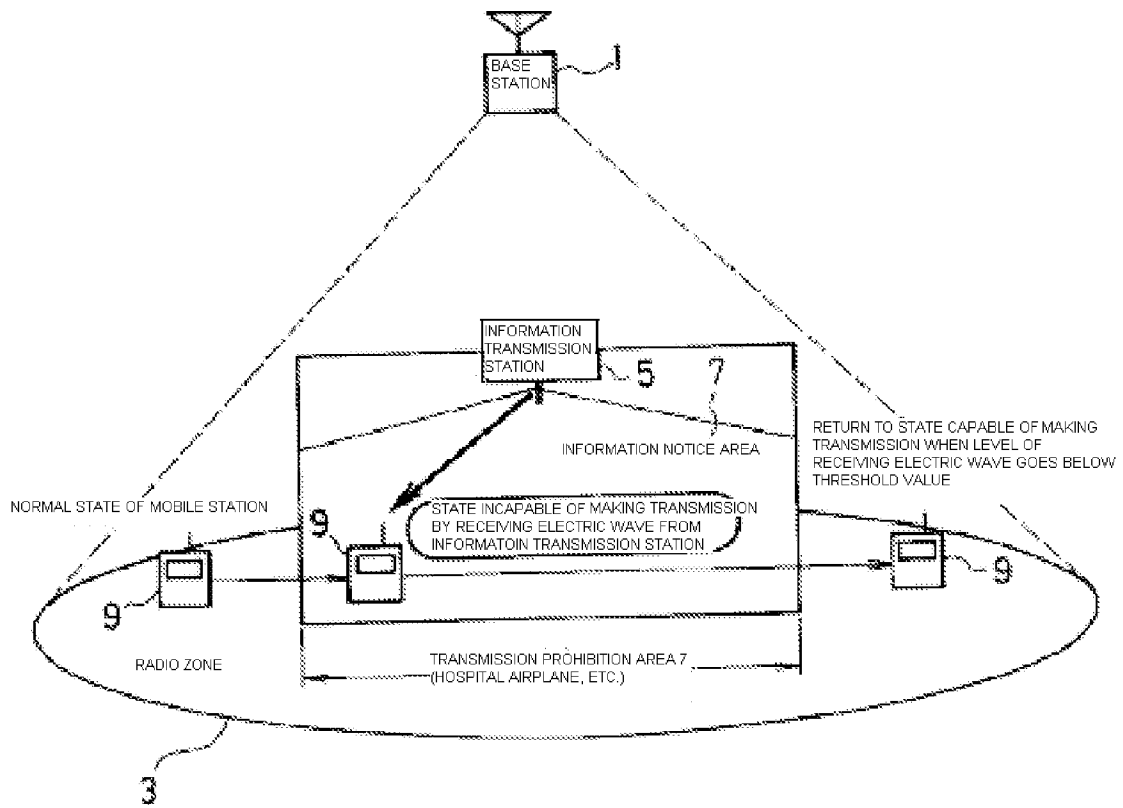 BASE
STATION
1
INFORMATION
TRANSMISSION
STATION
5
7
INFORMATION NOTICE AREA
RETURN TO STATE CAPABLE OF MAKING
TRANSMISSION WHEN LEVEL OF
RECEIVING ELECTRIC WAVE GOES BELOW
THRESHOLD VALUE
NORMAL STATE OF MOBILE STATION
STATE INCAPABLE OF MAKING TRANSMISSION
BY RECEIVING ELECTRIC WAVE FROM
INFORMATOIN TRANSMISSION STATION
9
9
9
RADIO ZONE
TRANSMISSION PROHIBITION AREA 7
(HOSPITAL AIRPLANE, ETC.)
3